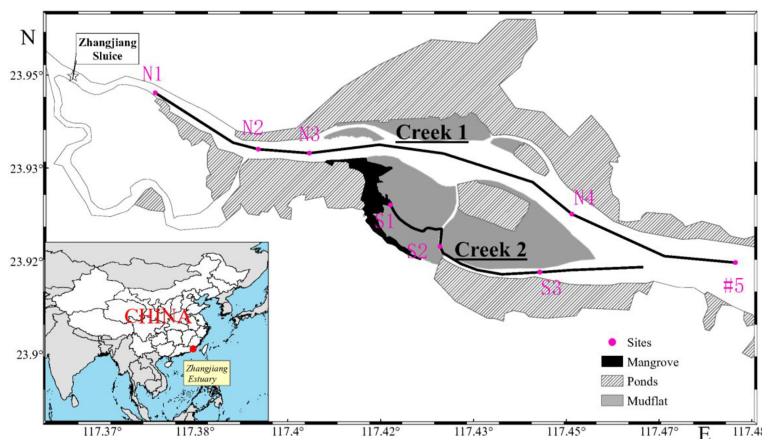 N
Zhangjiang
Sluice
23.95°
N1
N2
N3
Creek 1
23.93°
N4
S1
S2
Creek 2
23.92°
S3
#5
CHINA
23.9°
Zhangjiang
Estuary
Sites
Mangrove
Ponds
Mudflat
117.37° 117.38° 117.4° 117.42° 117.43° 117.45° 117.47° E 117.48